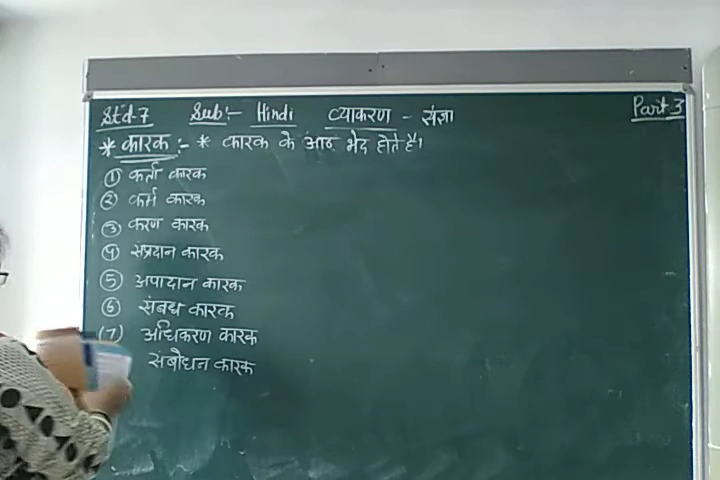 Std-7 Sub:- Hindi व्याकरण - संज्ञा Part-3
* कारक :- * कारक के आठ भेद होते है।
① कर्ता कारक
② कर्म कारक
③ करण कारक
④ संप्रदान कारक
⑤ अपादान कारक
⑥ संबंध कारक
(7) अधिकरण कारक
संबोधन कारक